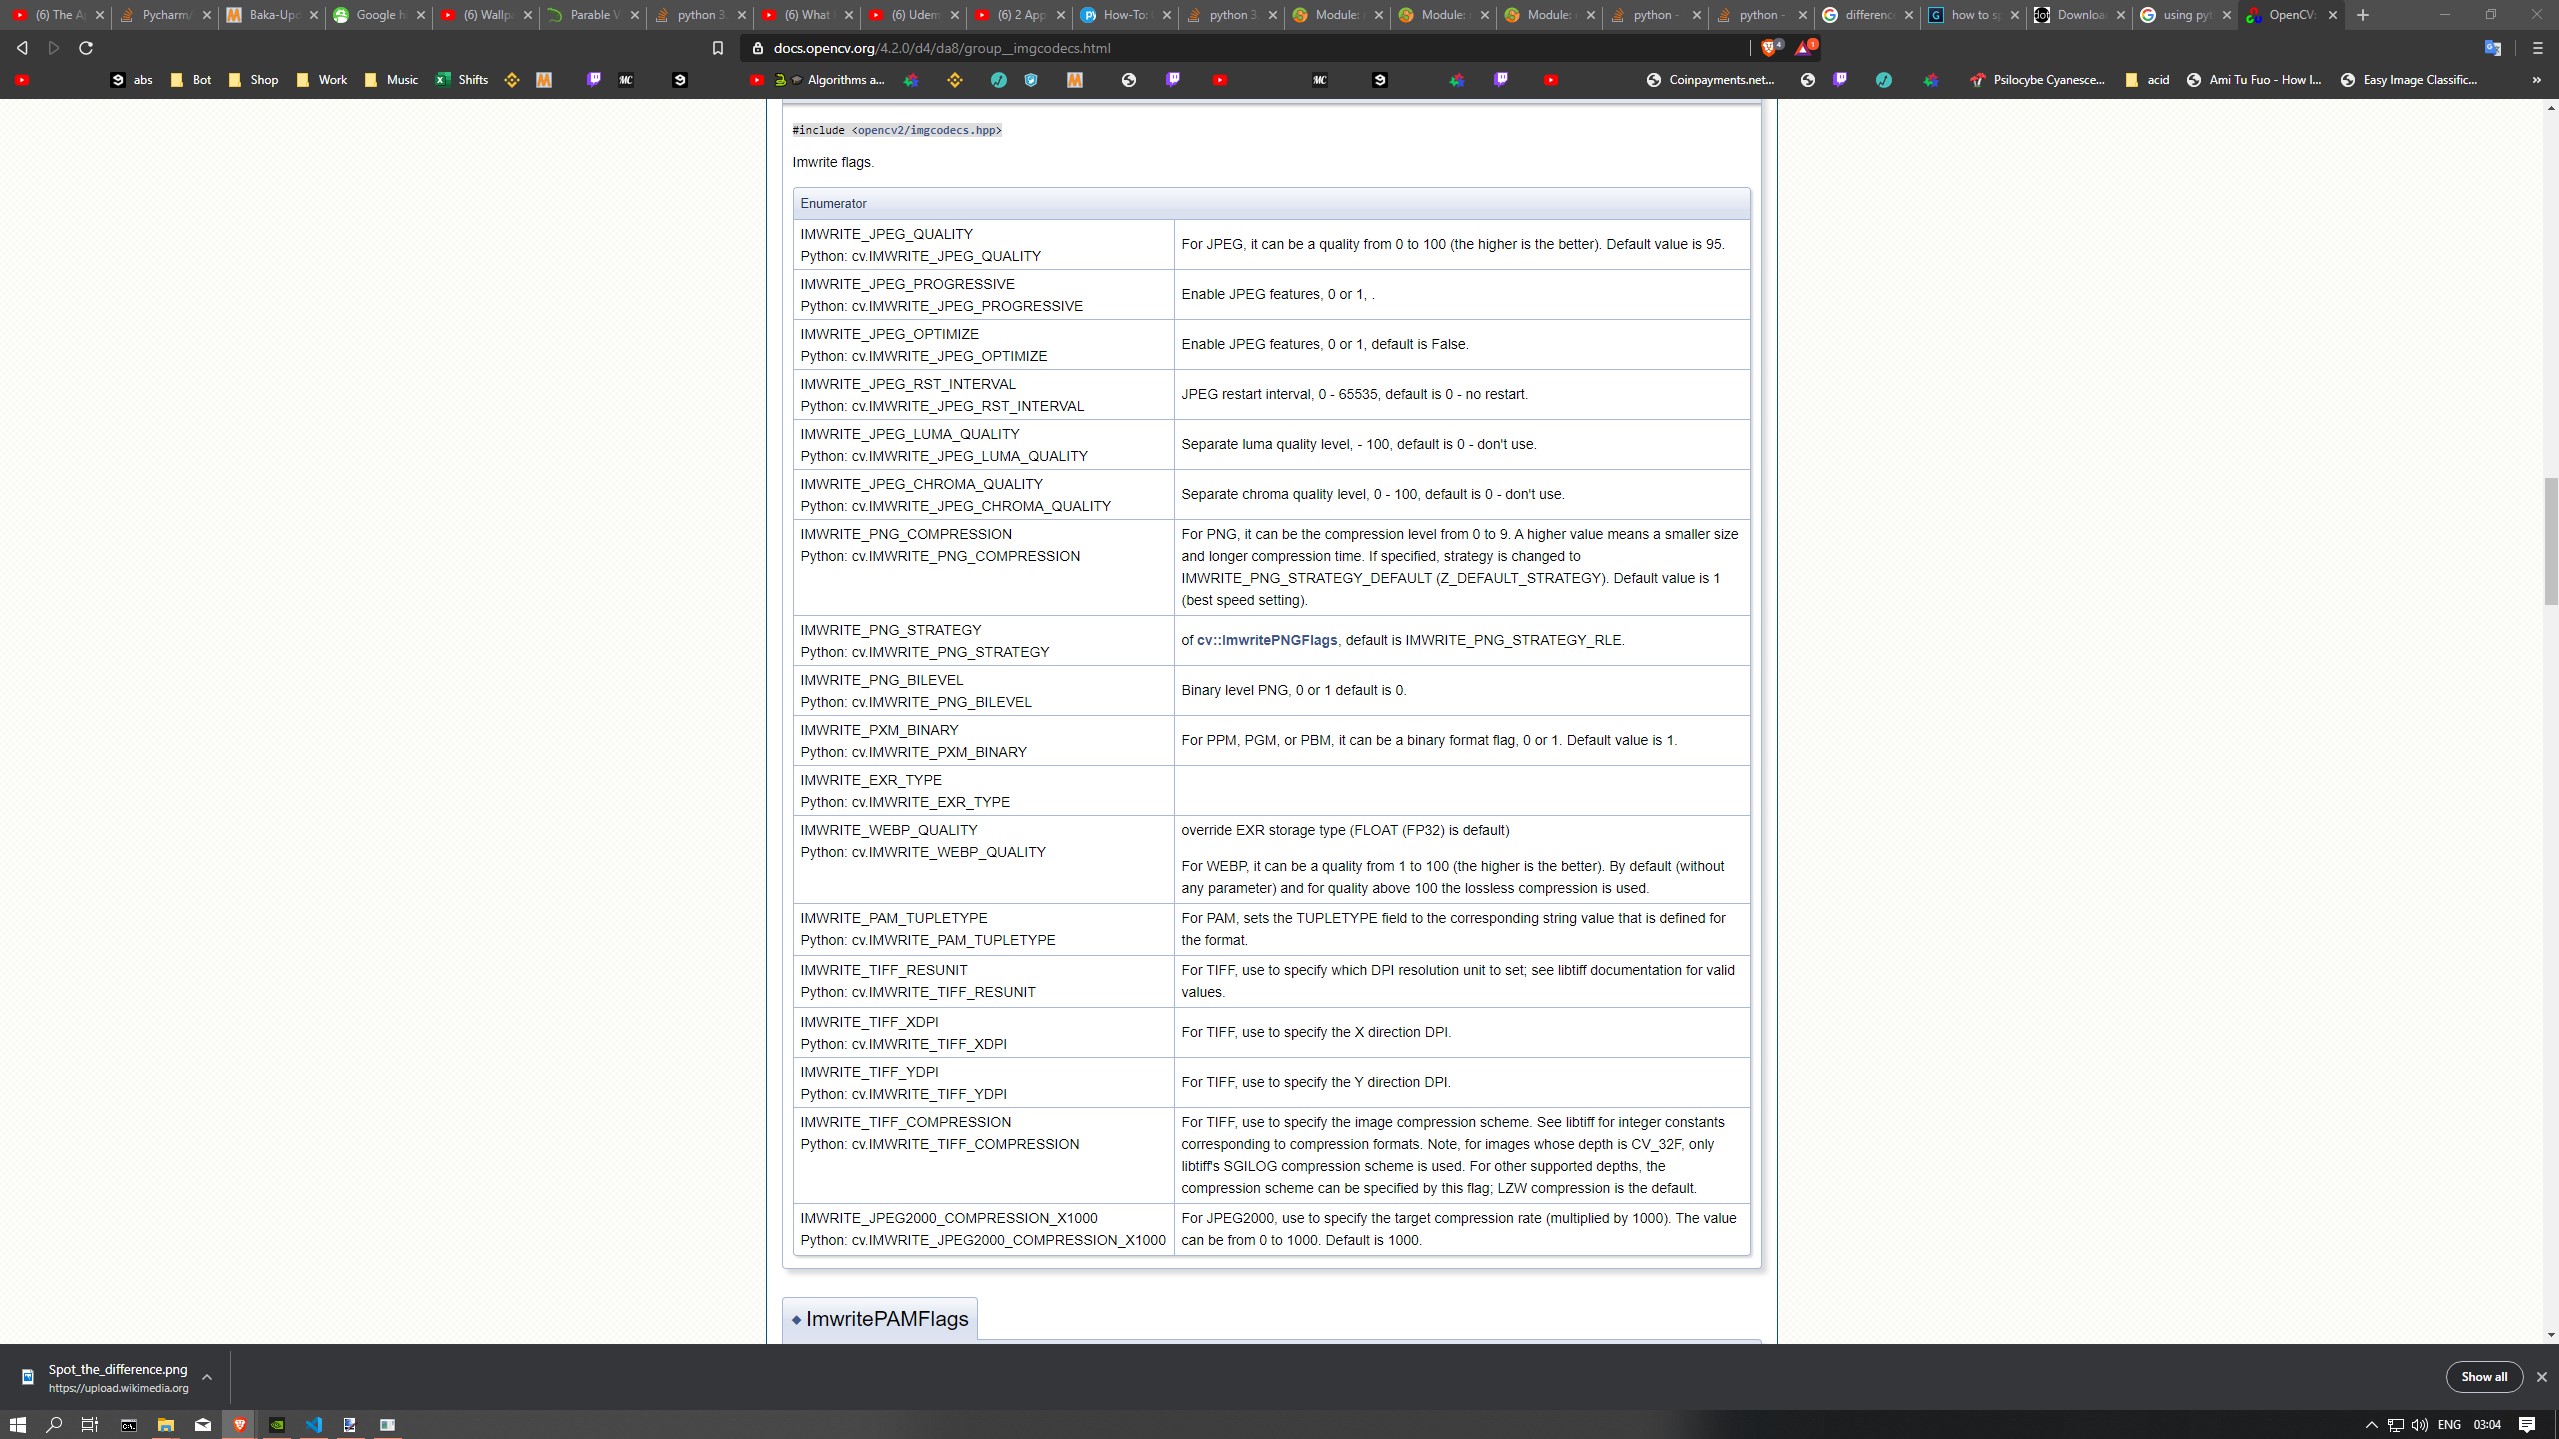 (6) The A
Pycharm/
Baka-Upd
Google h
(6) Wallpa
Parable V
python 3.
(6) What
(6) Udem
(6) 2 App
How-To:
python 3.
Module:
Module:
Module:
python -
python -
difference
how to sp
Downloa
using pyt
OpenCV:
docs.opencv.org/4.2.0/d4/da8/group__imgcodecs.html
4
1
abs
Bot
Shop
Work
Music
Shifts
Algorithms a...
Coinpayments.net...
Psilocybe Cyanesce...
acid
Ami Tu Fuo - How I...
Easy Image Classific...
»
#include <opencv2/imgcodecs.hpp>
Imwrite flags.
Enumerator
IMWRITE_JPEG_QUALITY
Python: cv.IMWRITE_JPEG_QUALITY
For JPEG, it can be a quality from 0 to 100 (the higher is the better). Default value is 95.
IMWRITE_JPEG_PROGRESSIVE
Python: cv.IMWRITE_JPEG_PROGRESSIVE
Enable JPEG features, 0 or 1, .
IMWRITE_JPEG_OPTIMIZE
Python: cv.IMWRITE_JPEG_OPTIMIZE
Enable JPEG features, 0 or 1, default is False.
IMWRITE_JPEG_RST_INTERVAL
Python: cv.IMWRITE_JPEG_RST_INTERVAL
JPEG restart interval, 0 - 65535, default is 0 - no restart.
IMWRITE_JPEG_LUMA_QUALITY
Python: cv.IMWRITE_JPEG_LUMA_QUALITY
Separate luma quality level, - 100, default is 0 - don't use.
IMWRITE_JPEG_CHROMA_QUALITY
Python: cv.IMWRITE_JPEG_CHROMA_QUALITY
Separate chroma quality level, 0 - 100, default is 0 - don't use.
IMWRITE_PNG_COMPRESSION
Python: cv.IMWRITE_PNG_COMPRESSION
For PNG, it can be the compression level from 0 to 9. A higher value means a smaller size
and longer compression time. If specified, strategy is changed to
IMWRITE_PNG_STRATEGY_DEFAULT (Z_DEFAULT_STRATEGY). Default value is 1
(best speed setting).
IMWRITE_PNG_STRATEGY
Python: cv.IMWRITE_PNG_STRATEGY
of cv::ImwritePNGFlags, default is IMWRITE_PNG_STRATEGY_RLE.
IMWRITE_PNG_BILEVEL
Python: cv.IMWRITE_PNG_BILEVEL
Binary level PNG, 0 or 1 default is 0.
IMWRITE_PXM_BINARY
Python: cv.IMWRITE_PXM_BINARY
For PPM, PGM, or PBM, it can be a binary format flag, 0 or 1. Default value is 1.
IMWRITE_EXR_TYPE
Python: cv.IMWRITE_EXR_TYPE
IMWRITE_WEBP_QUALITY
Python: cv.IMWRITE_WEBP_QUALITY
override EXR storage type (FLOAT (FP32) is default)
For WEBP, it can be a quality from 1 to 100 (the higher is the better). By default (without
any parameter) and for quality above 100 the lossless compression is used.
IMWRITE_PAM_TUPLETYPE
Python: cv.IMWRITE_PAM_TUPLETYPE
For PAM, sets the TUPLETYPE field to the corresponding string value that is defined for
the format.
IMWRITE_TIFF_RESUNIT
Python: cv.IMWRITE_TIFF_RESUNIT
For TIFF, use to specify which DPI resolution unit to set; see libtiff documentation for valid
values.
IMWRITE_TIFF_XDPI
Python: cv.IMWRITE_TIFF_XDPI
For TIFF, use to specify the X direction DPI.
IMWRITE_TIFF_YDPI
Python: cv.IMWRITE_TIFF_YDPI
For TIFF, use to specify the Y direction DPI.
IMWRITE_TIFF_COMPRESSION
Python: cv.IMWRITE_TIFF_COMPRESSION
For TIFF, use to specify the image compression scheme. See libtiff for integer constants
corresponding to compression formats. Note, for images whose depth is CV_32F, only
libtiff's SGILOG compression scheme is used. For other supported depths, the
compression scheme can be specified by this flag; LZW compression is the default.
IMWRITE_JPEG2000_COMPRESSION_X1000
Python: cv.IMWRITE_JPEG2000_COMPRESSION_X1000
For JPEG2000, use to specify the target compression rate (multiplied by 1000). The value
can be from 0 to 1000. Default is 1000.
◆ ImwritePAMFlags
Spot_the_difference.png
https://upload.wikimedia.org
Show all
ENG
03:04